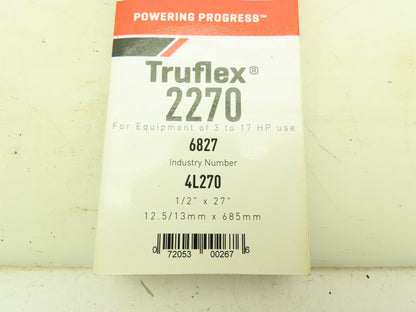 POWERING PROGRESS™
Truflex®
2270
For Equipment of 3 to 17 HP use
6827
Industry Number
4L270
1/2" x 27"
12.5/13mm x 685mm
0 72053 00267 6